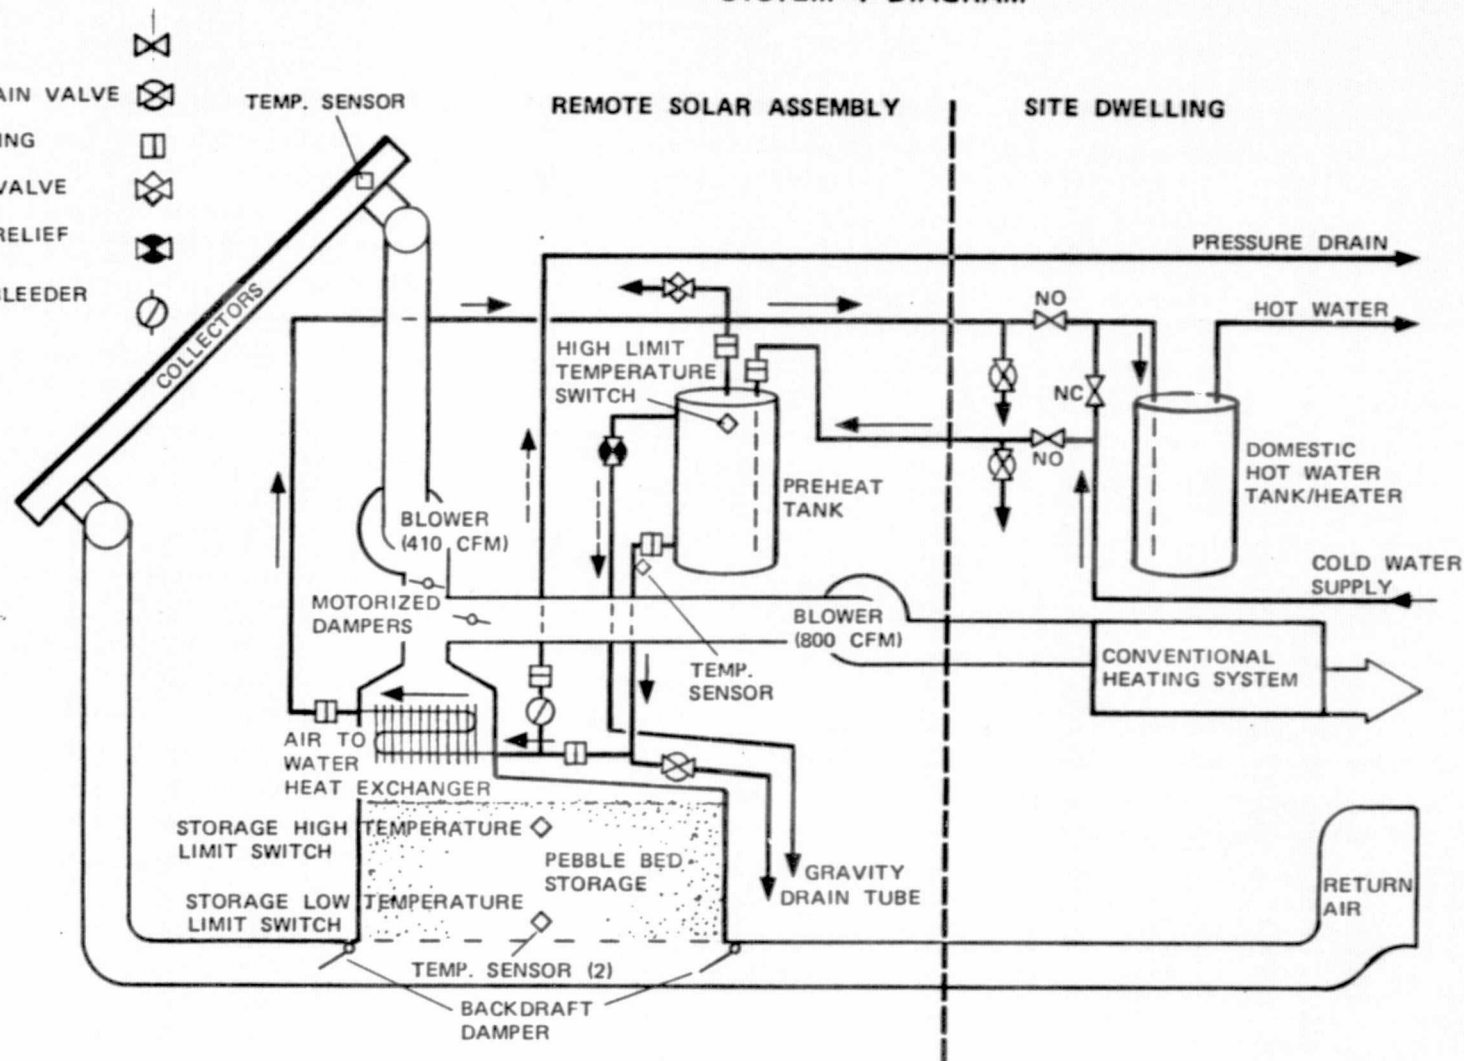 SYSTEM 4 DIAGRAM
VALVE
VALVE
RELIEF
TEMP. SENSOR
REMOTE SOLAR ASSEMBLY
SITE DWELLING
COLLECTORS
PRESSURE DRAIN
NO
HOT WATER
HIGH LIMIT
TEMPERATURE
SWITCH
NC
NO
PREHEAT
TANK
DOMESTIC
HOT WATER
TANK/HEATER
BLOWER
(410 CFM)
COLD WATER
SUPPLY
MOTORIZED
DAMPERS
BLOWER
(800 CFM)
TEMP.
SENSOR
CONVENTIONAL
HEATING SYSTEM
AIR TO
WATER
HEAT EXCHANGER
STORAGE HIGH TEMPERATURE
LIMIT SWITCH
PEBBLE BED
STORAGE
STORAGE LOW TEMPERATURE
LIMIT SWITCH
GRAVITY
DRAIN TUBE
RETURN
AIR
TEMP. SENSOR (2)
BACKDRAFT
DAMPER